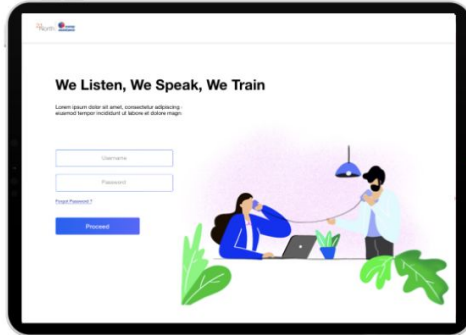 We Listen, We Speak, We Train
Lorem ipsum dolor sit amet, consectetur adipiscing
eiusmod tempor incididunt ut labore et dolore magn
Username
Password
Forgot Password ?
Proceed